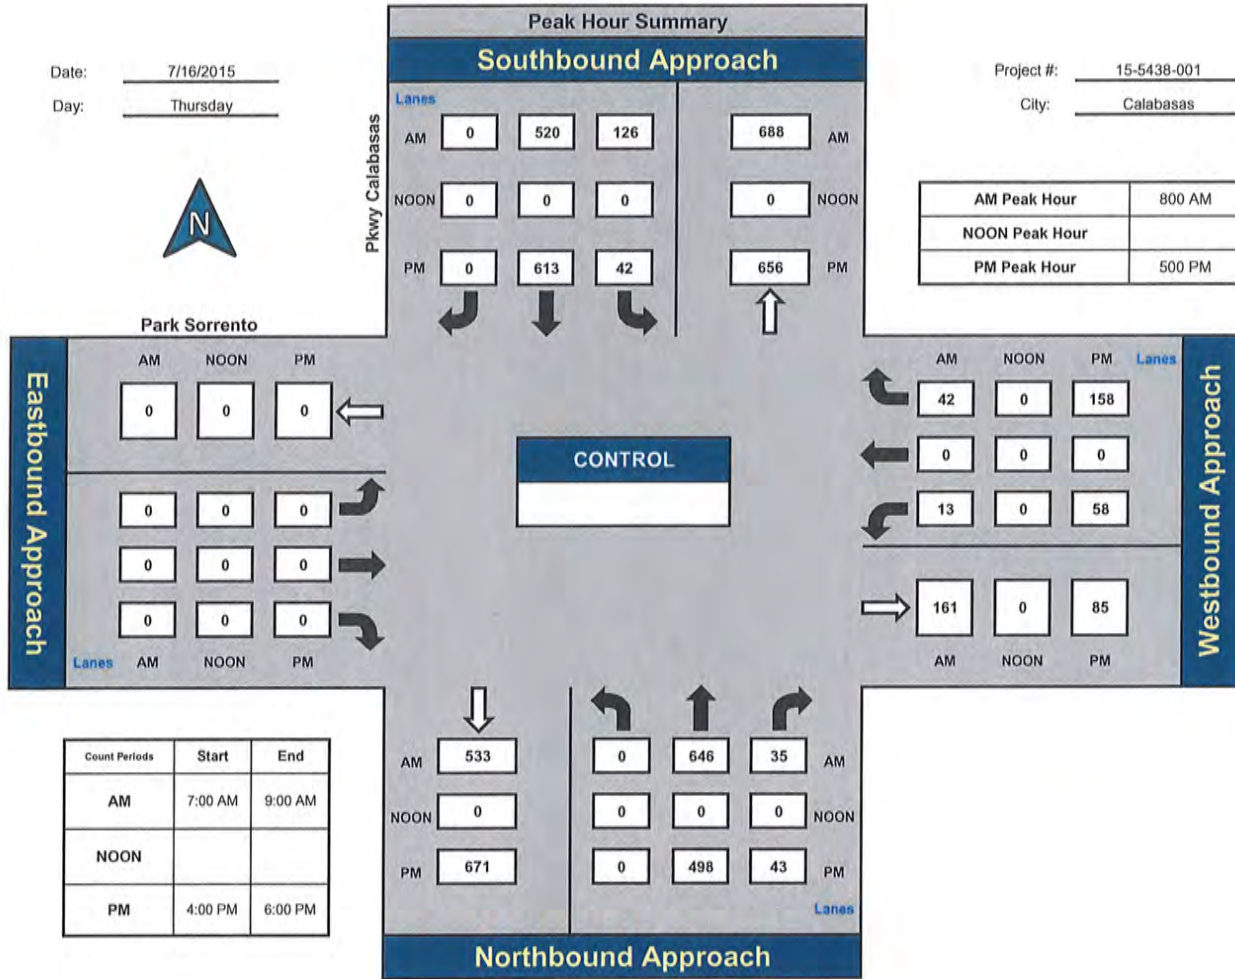 Peak Hour Summary
Southbound Approach
Date: 7/16/2015
Day: Thursday
Project #: 15-5438-001
City: Calabasas
N
Pkwy Calabasas
Lanes
AM 0 520 126 688 AM
NOON 0 0 0 0 NOON
PM 0 613 42 656 PM
AM Peak Hour 800 AM
NOON Peak Hour
PM Peak Hour 500 PM
Park Sorrento
Eastbound Approach
AM NOON PM
0 0 0
0 0 0
0 0 0
0 0 0
Lanes AM NOON PM
CONTROL
AM NOON PM Lanes
42 0 158
0 0 0
13 0 58
161 0 85
AM NOON PM
Westbound Approach
Count Periods Start End
AM 7:00 AM 9:00 AM
NOON
PM 4:00 PM 6:00 PM
AM 533 0 646 35 AM
NOON 0 0 0 0 NOON
PM 671 0 498 43 PM
Lanes
Northbound Approach